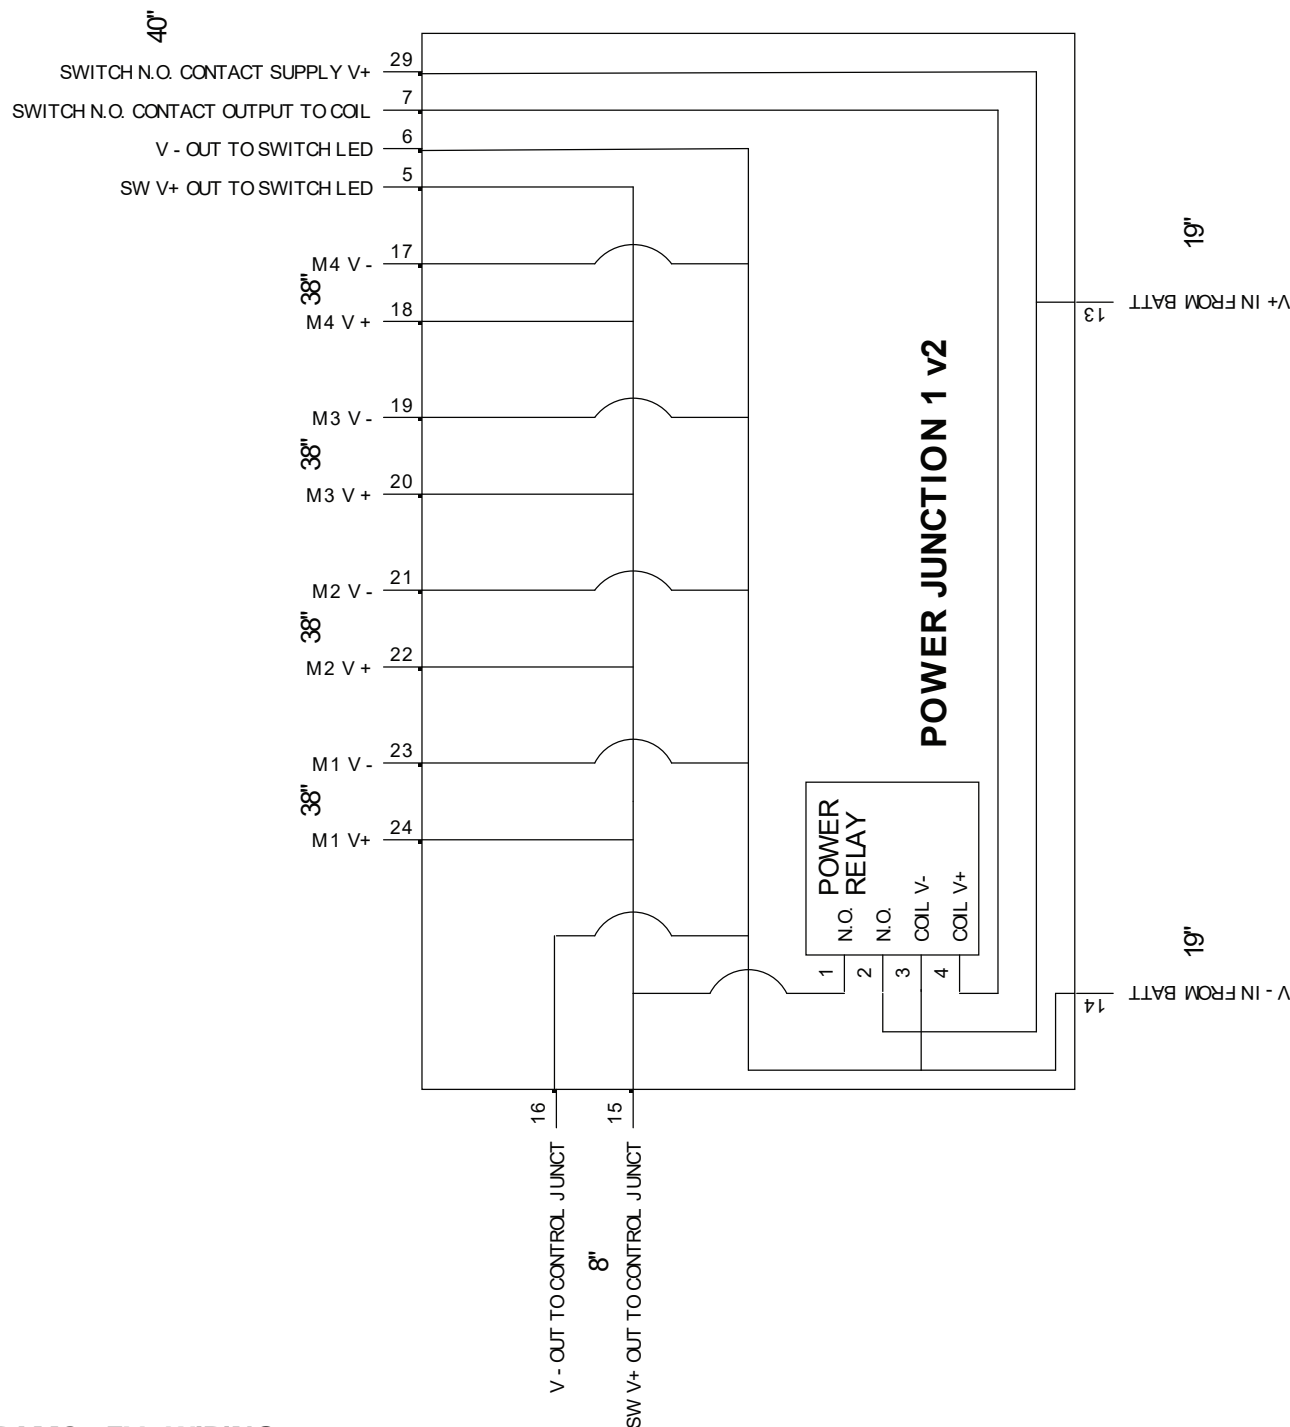 40"
29
SWITCH N.O. CONTACT SUPPLY V+
7
SWITCH N.O. CONTACT OUTPUT TO COIL
6
V - OUT TO SWITCH LED
5
SW V+ OUT TO SWITCH LED
17
M4 V -
38"
18
M4 V +
19
M3 V -
38"
20
M3 V +
21
M2 V -
38"
22
M2 V +
23
M1 V -
38"
24
M1 V+
19"
13
V+ IN FROM BATT
POWER JUNCTION 1 v2
POWER
RELAY
N.O.
N.O.
COIL V-
COIL V+
1
2
3
4
19"
14
V - IN FROM BATT
16
15
V - OUT TO CONTROL JUNCT
8"
SW V+ OUT TO CONTROL JUNCT